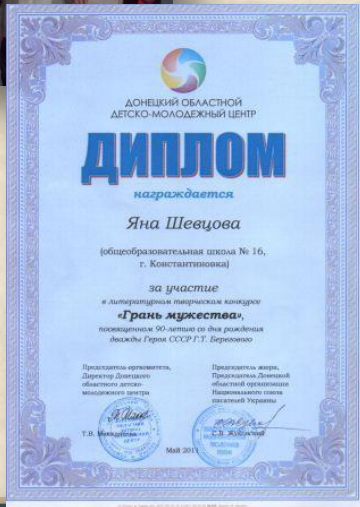 ДОНЕЦКИЙ ОБЛАСТНОЙ
ДЕТСКО-МОЛОДЕЖНЫЙ ЦЕНТР
ДИПЛОМ
награждается
Яна Шевцова
(общеобразовательная школа № 16,
г. Константиновка)
за участие
в литературном творческом конкурсе
«Грань мужества»,
посвященном 90-летию со дня рождения
дважды Героя СССР Г.Т. Берегового
Председатель оргкомитета,
Директор Донецкого
областного детско-
молодежного центра
Т.В.
Председатель жюри,
Председатель Донецкой
областной организации
Национального союза
писателей Украины
С.В.
Май 2011